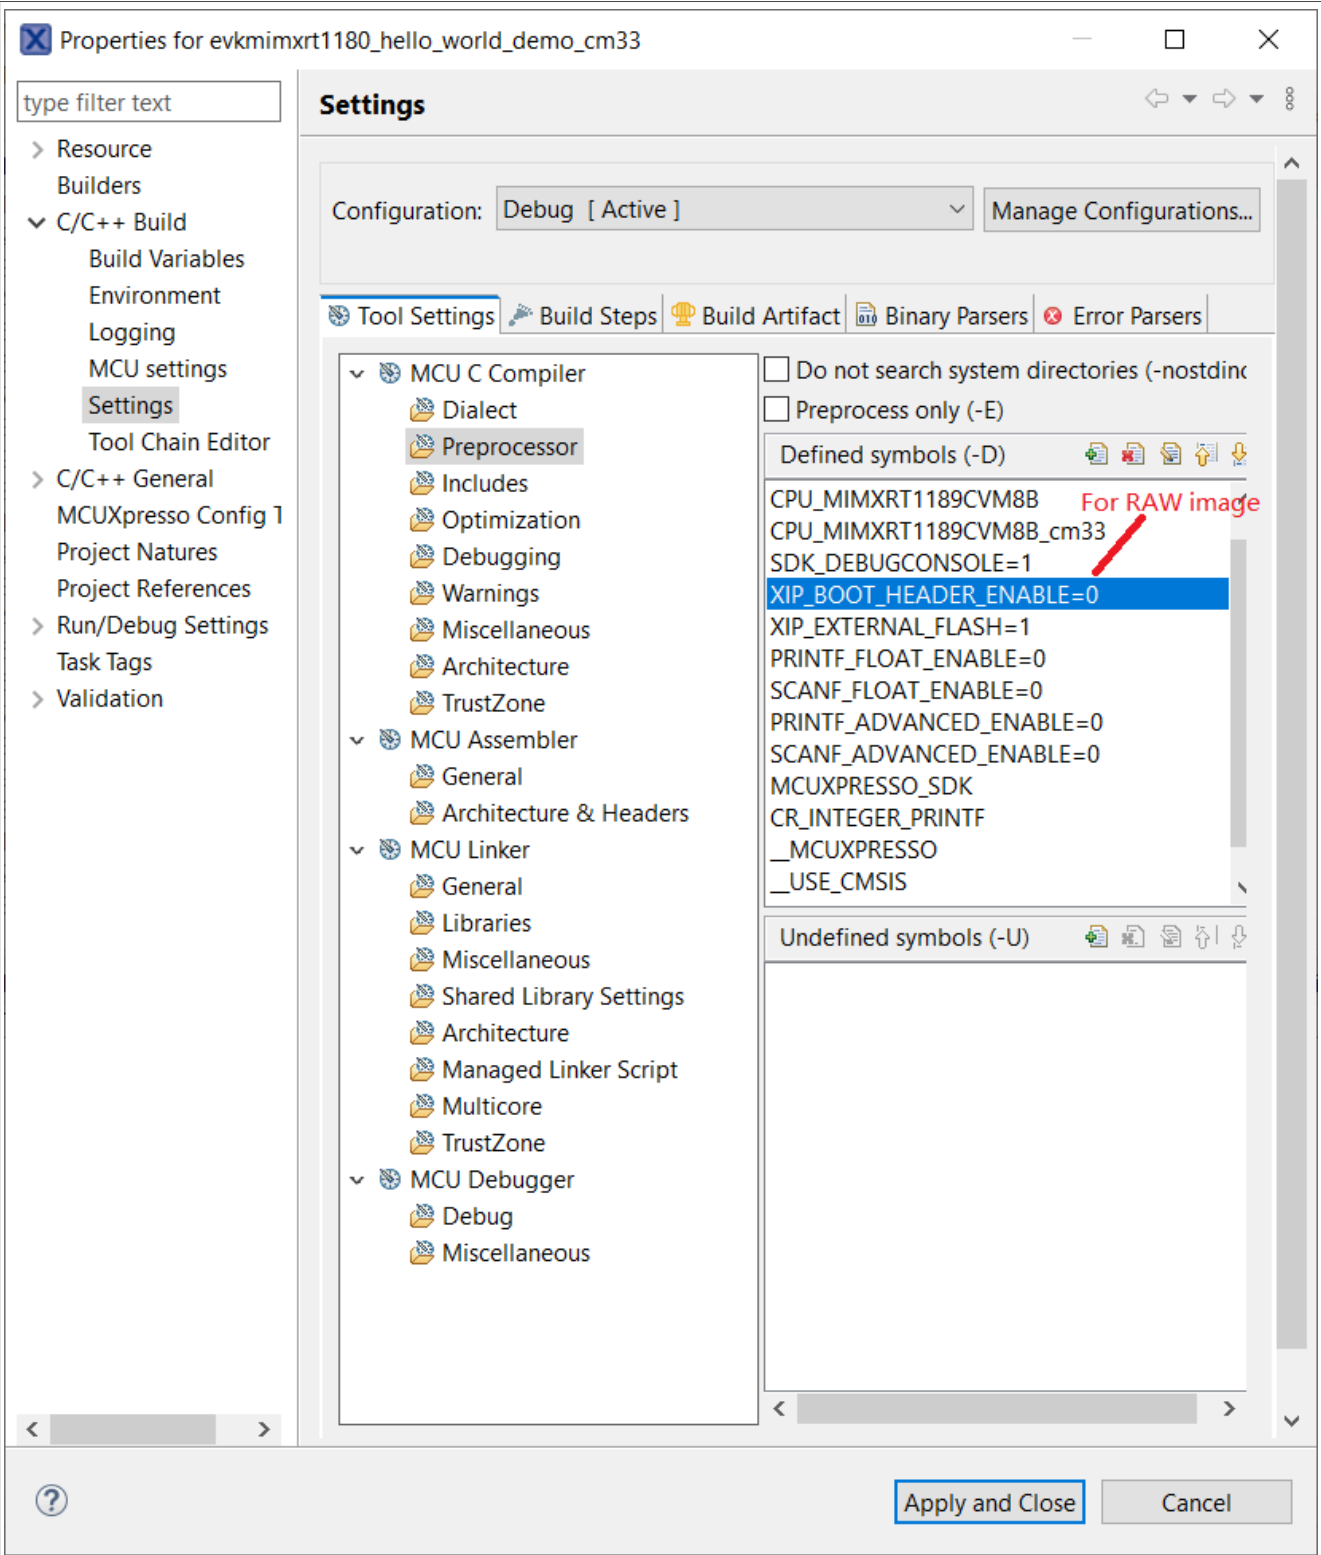 Properties for evkmimxrt1180_hello_world_demo_cm33
type filter text
Resource
Builders
C/C++ Build
Build Variables
Environment
Logging
MCU settings
Settings
Tool Chain Editor
C/C++ General
MCUXpresso Config T
Project Natures
Project References
Run/Debug Settings
Task Tags
Validation
Settings
Configuration:
Debug [ Active ]
Manage Configurations...
Tool Settings
Build Steps
Build Artifact
Binary Parsers
Error Parsers
MCU C Compiler
Dialect
Preprocessor
Includes
Optimization
Debugging
Warnings
Miscellaneous
Architecture
TrustZone
MCU Assembler
General
Architecture & Headers
MCU Linker
General
Libraries
Miscellaneous
Shared Library Settings
Architecture
Managed Linker Script
Multicore
TrustZone
MCU Debugger
Debug
Miscellaneous
Do not search system directories (-nostdinc
Preprocess only (-E)
Defined symbols (-D)
CPU_MIMXRT1189CVM8B
For RAW image
CPU_MIMXRT1189CVM8B_cm33
SDK_DEBUGCONSOLE=1
XIP_BOOT_HEADER_ENABLE=0
XIP_EXTERNAL_FLASH=1
PRINTF_FLOAT_ENABLE=0
SCANF_FLOAT_ENABLE=0
PRINTF_ADVANCED_ENABLE=0
SCANF_ADVANCED_ENABLE=0
MCUXPRESSO_SDK
CR_INTEGER_PRINTF
__MCUXPRESSO
__USE_CMSIS
Undefined symbols (-U)
Apply and Close
Cancel